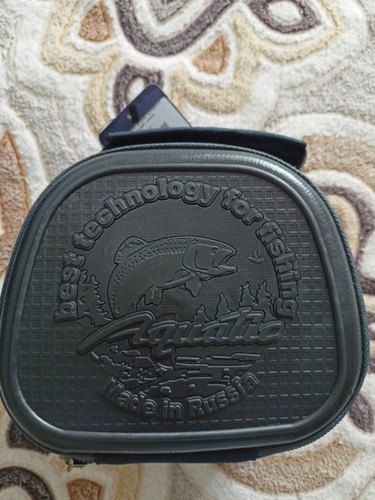 best technology for fishing
Aquatic
Made in Russia